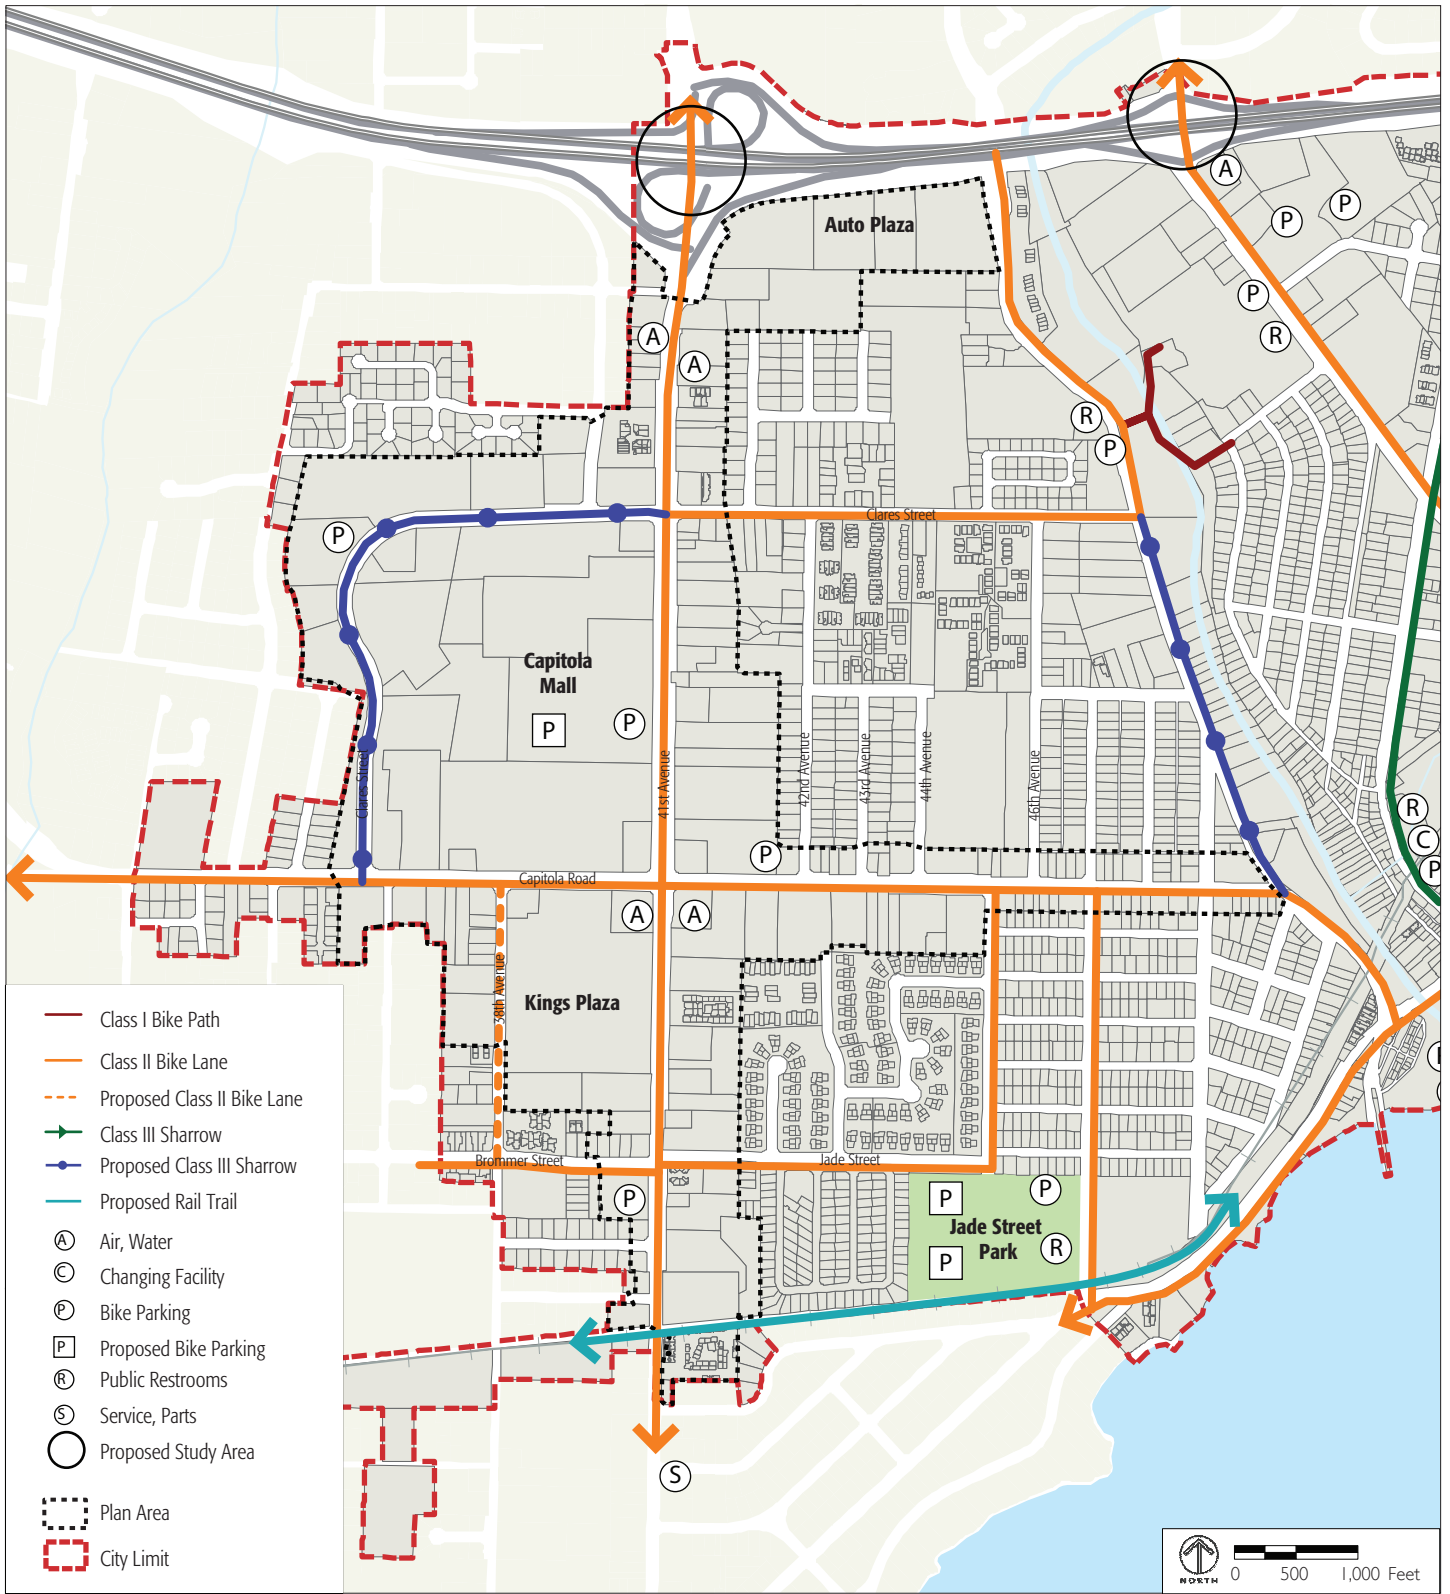 A
P
P
Auto Plaza
P
A
R
A
R
P
Clares Street
P
Capitola
Mall
P
P
Clares Street
41st Avenue
42nd Avenue
43rd Avenue
44th Avenue
46th Avenue
R
C
P
P
Capitola Road
A
A
38th Avenue
Kings Plaza
Brommer Street
Jade Street
P
P
P
Jade Street
Park
R
P
S
Class I Bike Path
Class II Bike Lane
Proposed Class II Bike Lane
Class III Sharrow
Proposed Class III Sharrow
Proposed Rail Trail
A Air, Water
C Changing Facility
P Bike Parking
P Proposed Bike Parking
R Public Restrooms
S Service, Parts
Proposed Study Area
Plan Area
City Limit
NORTH
0 500 1,000 Feet